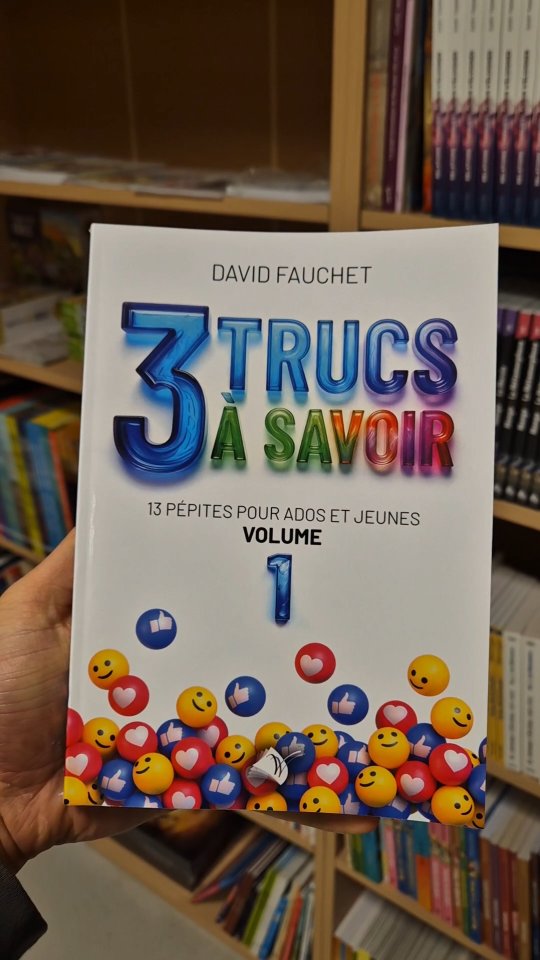 DAVID FAUCHET
3 TRUCS
À SAVOIR
13 PÉPITES POUR ADOS ET JEUNES
VOLUME
1